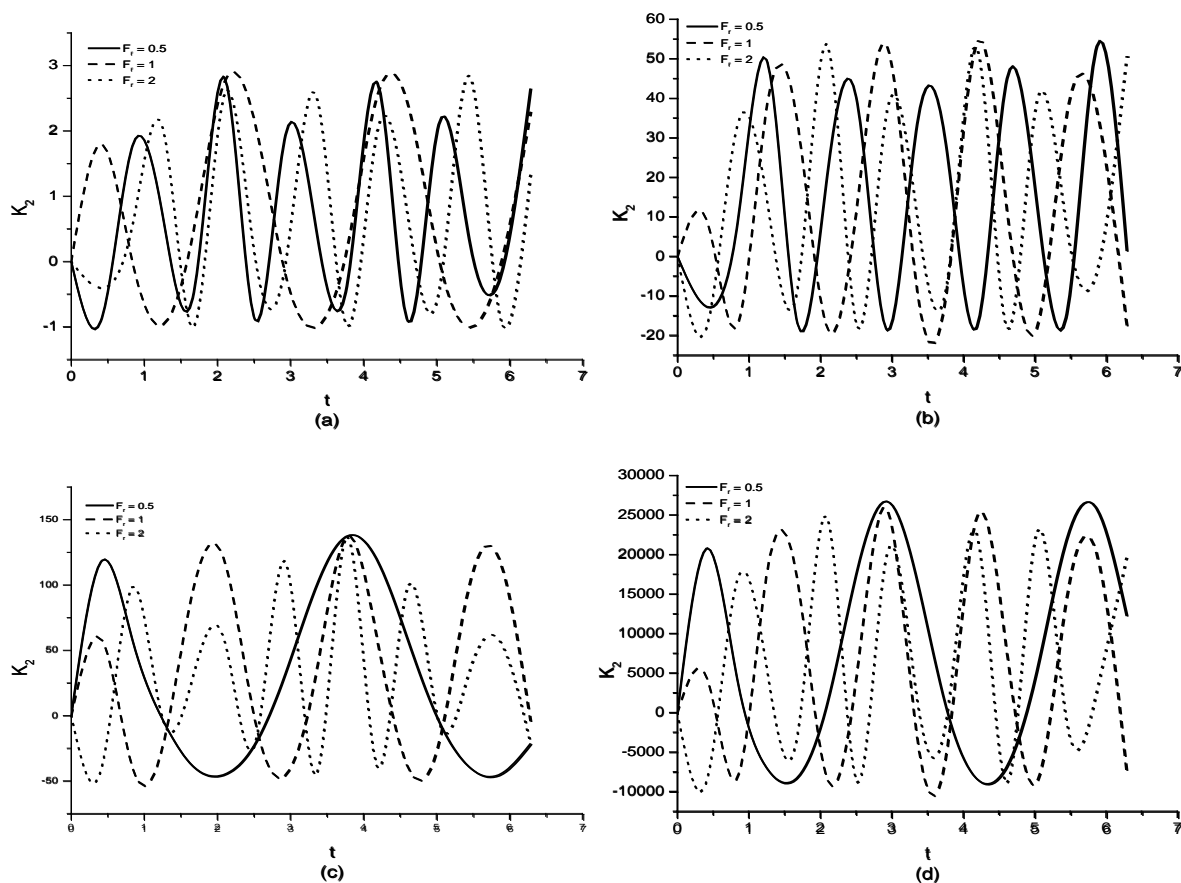 F_r = 0.5
F_r = 1
F_r = 2
3
2
1
0
-1
K_2
0 1 2 3 4 5 6 7
t
(a)
60
50
40
30
20
10
0
-10
-20
F_r = 0.5
F_r = 1
F_r = 2
K_2
0 1 2 3 4 5 6 7
t
(b)
150
100
50
0
-50
F_r = 0.5
F_r = 1
F_r = 2
K_2
0 1 2 3 4 5 6 7
t
(c)
30000
25000
20000
15000
10000
5000
0
-5000
-10000
F_r = 0.5
F_r = 1
F_r = 2
K_2
0 1 2 3 4 5 6 7
t
(d)